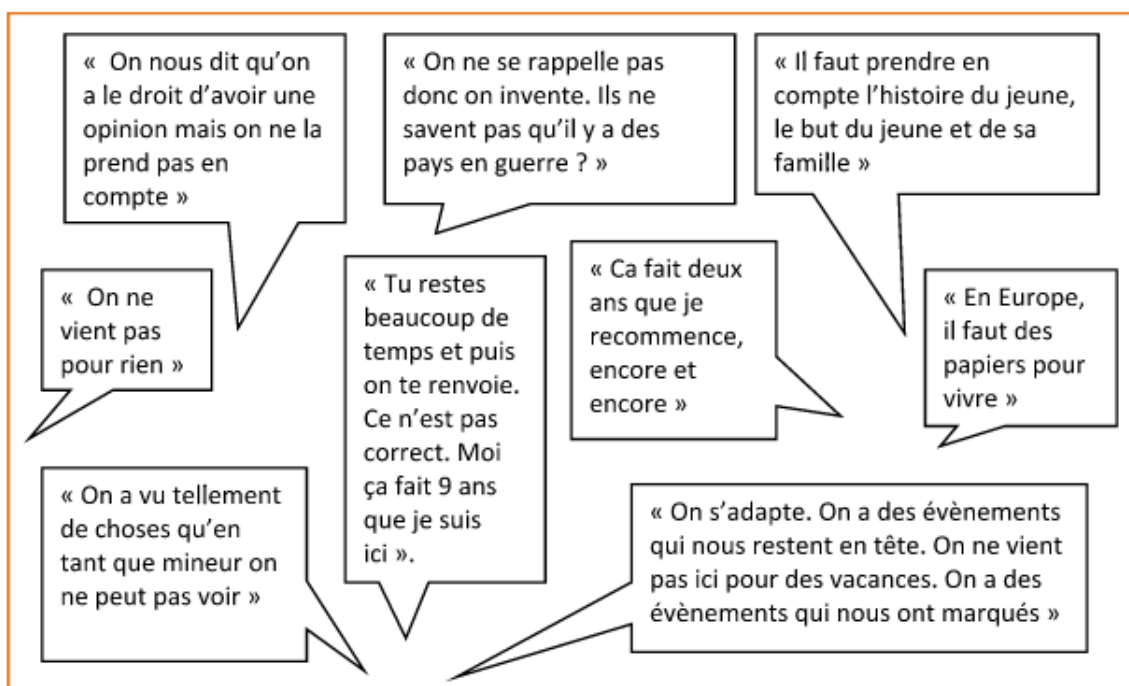 « On nous dit qu’on
a le droit d’avoir une
opinion mais on ne la
prend pas en
compte »
« On ne se rappelle pas
donc on invente. Ils ne
savent pas qu’il y a des
pays en guerre ? »
« Il faut prendre en
compte l’histoire du jeune,
le but du jeune et de sa
famille »
« On ne
vient pas
pour rien »
« Tu restes
beaucoup de
temps et puis
on te renvoie.
Ce n’est pas
correct. Moi
ça fait 9 ans
que je suis
ici ».
« Ca fait deux
ans que je
recommence,
encore et
encore »
« En Europe,
il faut des
papiers pour
vivre »
« On a vu tellement
de choses qu’en
tant que mineur on
ne peut pas voir »
« On s’adapte. On a des évènements
qui nous restent en tête. On ne vient
pas ici pour des vacances. On a des
évènements qui nous ont marqués »